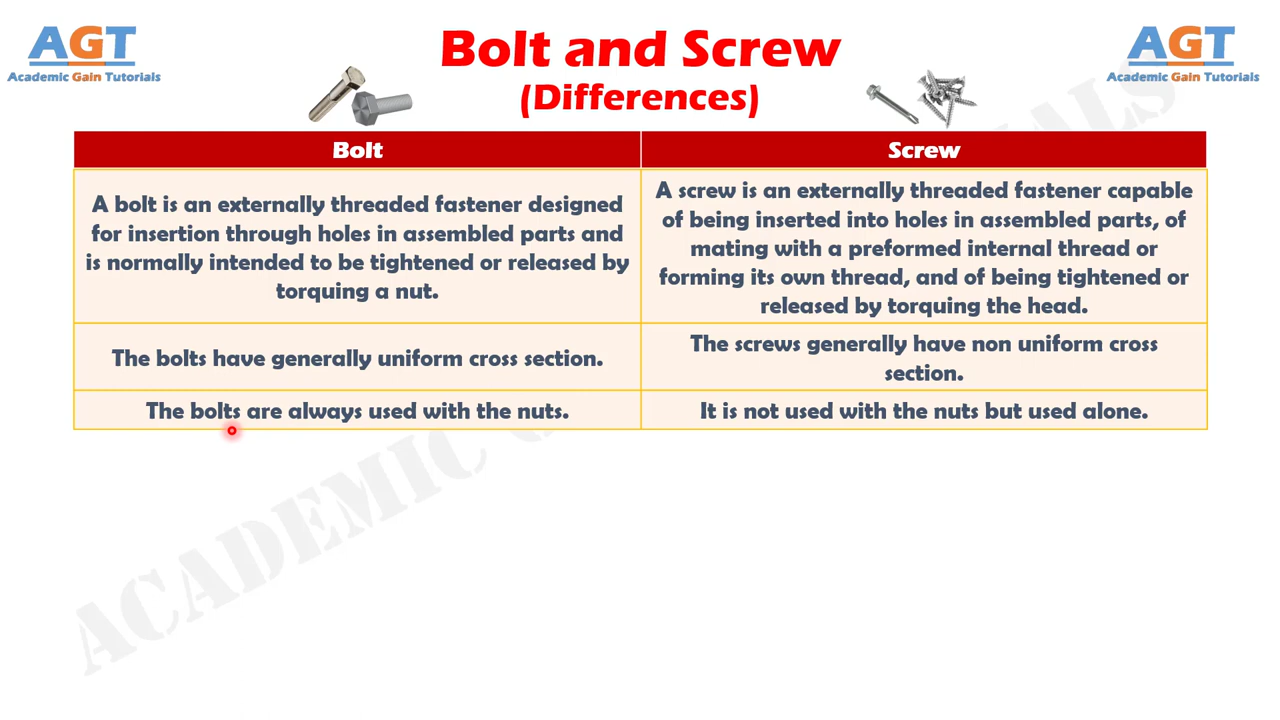 AGT
Academic Gain Tutorials
Bolt and Screw
(Differences)
AGT
Academic Gain Tutorials
Bolt
Screw
A bolt is an externally threaded fastener designed
for insertion through holes in assembled parts and
is normally intended to be tightened or released by
torquing a nut.
A screw is an externally threaded fastener capable
of being inserted into holes in assembled parts, of
mating with a preformed internal thread or
forming its own thread, and of being tightened or
released by torquing the head.
The bolts have generally uniform cross section.
The screws generally have non uniform cross
section.
The bolts are always used with the nuts.
It is not used with the nuts but used alone.
ACADEMIC